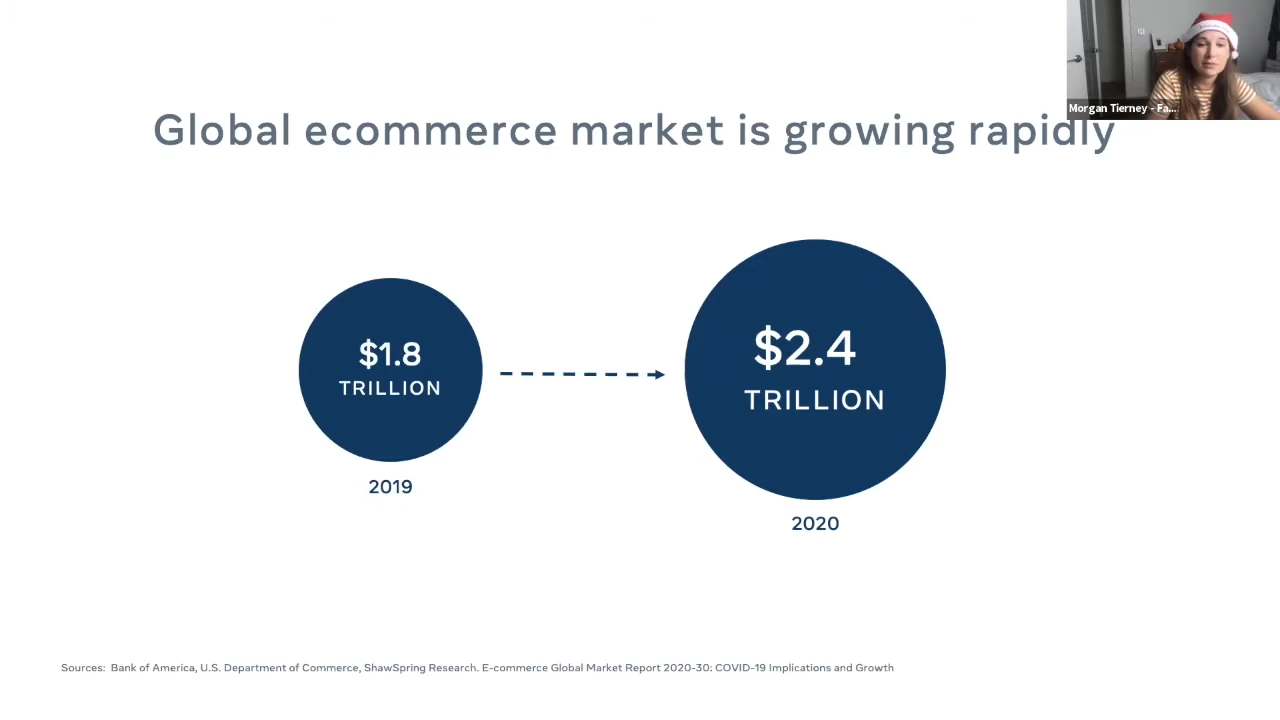 Morgan Tierney - Fa...
Global ecommerce market is growing rapidly
$1.8
TRILLION
2019
$2.4
TRILLION
2020
Sources: Bank of America, U.S. Department of Commerce, ShawSpring Research. E-commerce Global Market Report 2020-30: COVID-19 Implications and Growth